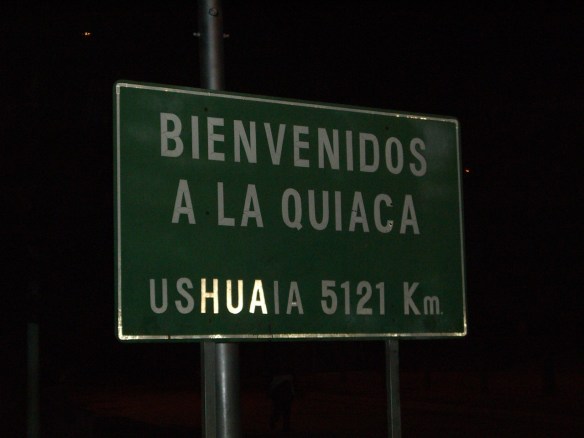 BIENVENIDOS
A LA QUIACA
USHUAIA 5121 Km.